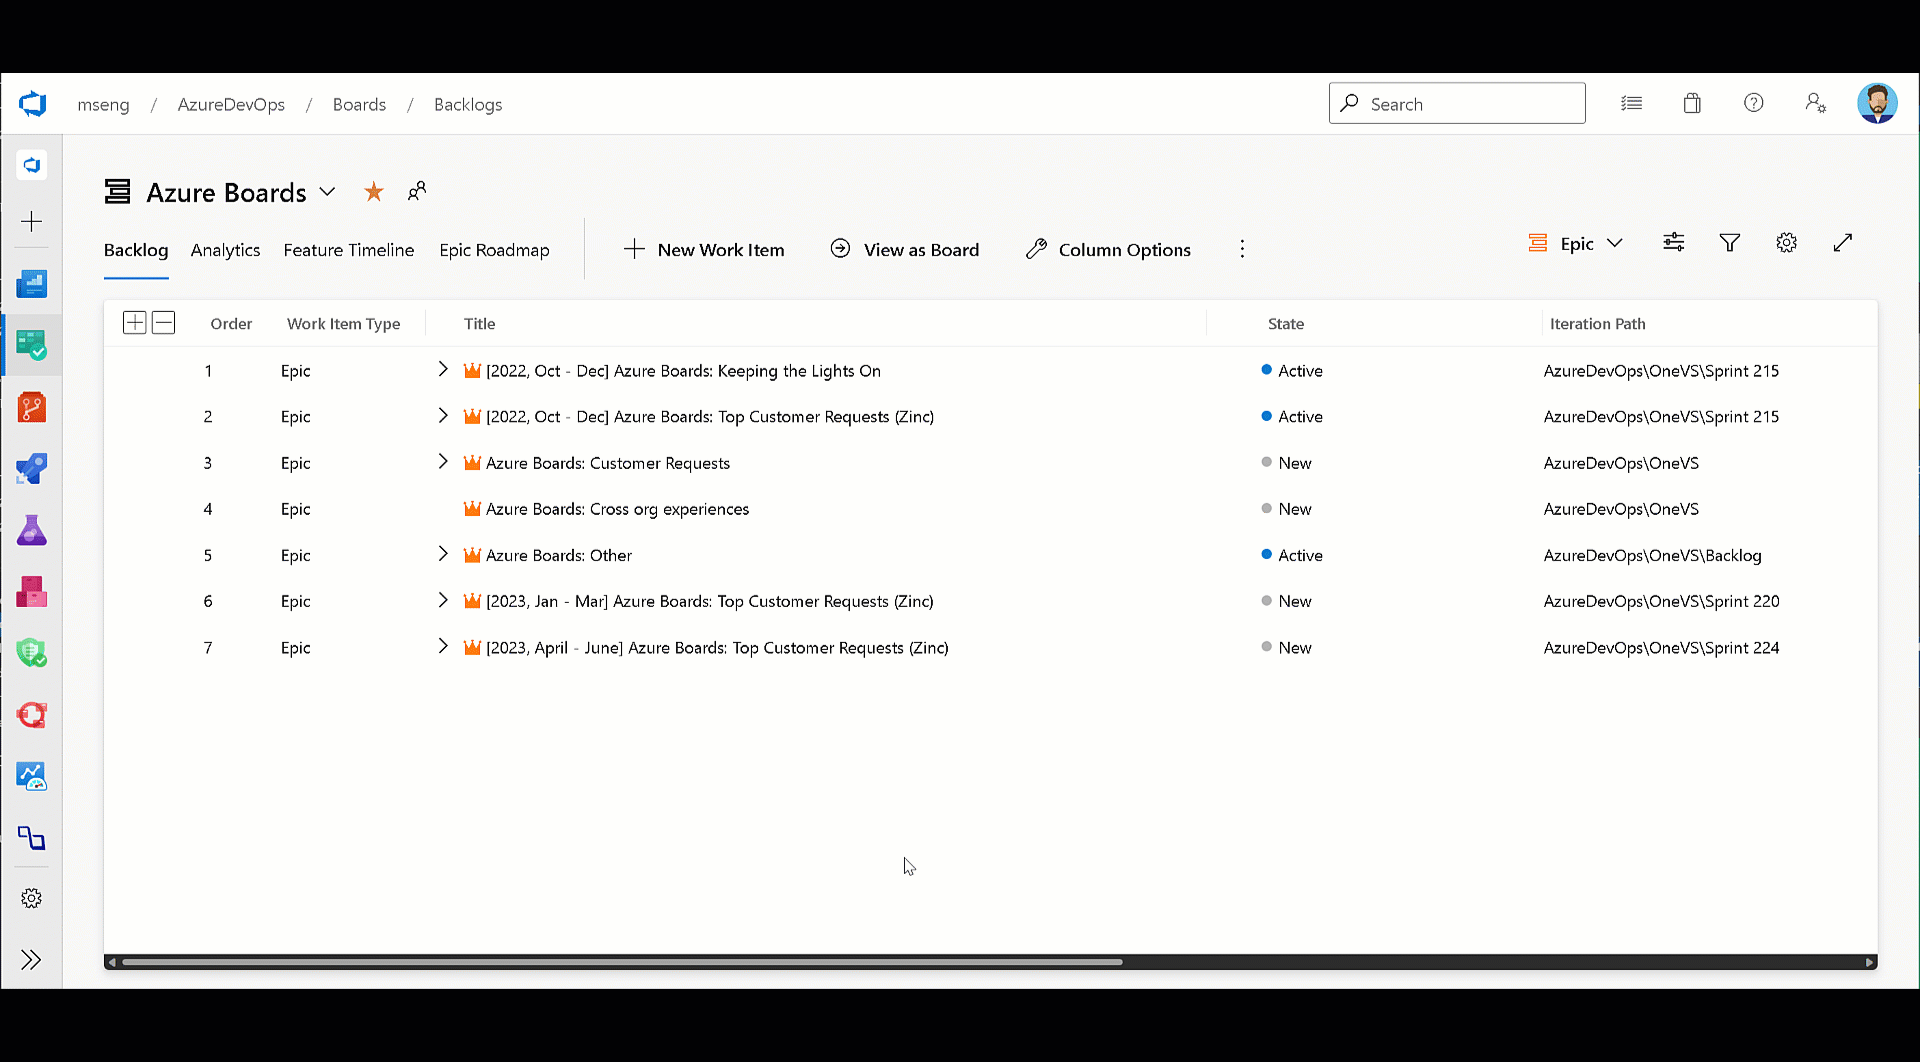 mseng / AzureDevOps / Boards / Backlogs
Search
Azure Boards
Backlog Analytics Feature Timeline Epic Roadmap New Work Item View as Board Column Options Epic
Order Work Item Type Title State Iteration Path
1 Epic [2022, Oct - Dec] Azure Boards: Keeping the Lights On Active AzureDevOps\OneVS\Sprint 215
2 Epic [2022, Oct - Dec] Azure Boards: Top Customer Requests (Zinc) Active AzureDevOps\OneVS\Sprint 215
3 Epic Azure Boards: Customer Requests New AzureDevOps\OneVS
4 Epic Azure Boards: Cross org experiences New AzureDevOps\OneVS
5 Epic Azure Boards: Other Active AzureDevOps\OneVS\Backlog
6 Epic [2023, Jan - Mar] Azure Boards: Top Customer Requests (Zinc) New AzureDevOps\OneVS\Sprint 220
7 Epic [2023, April - June] Azure Boards: Top Customer Requests (Zinc) New AzureDevOps\OneVS\Sprint 224